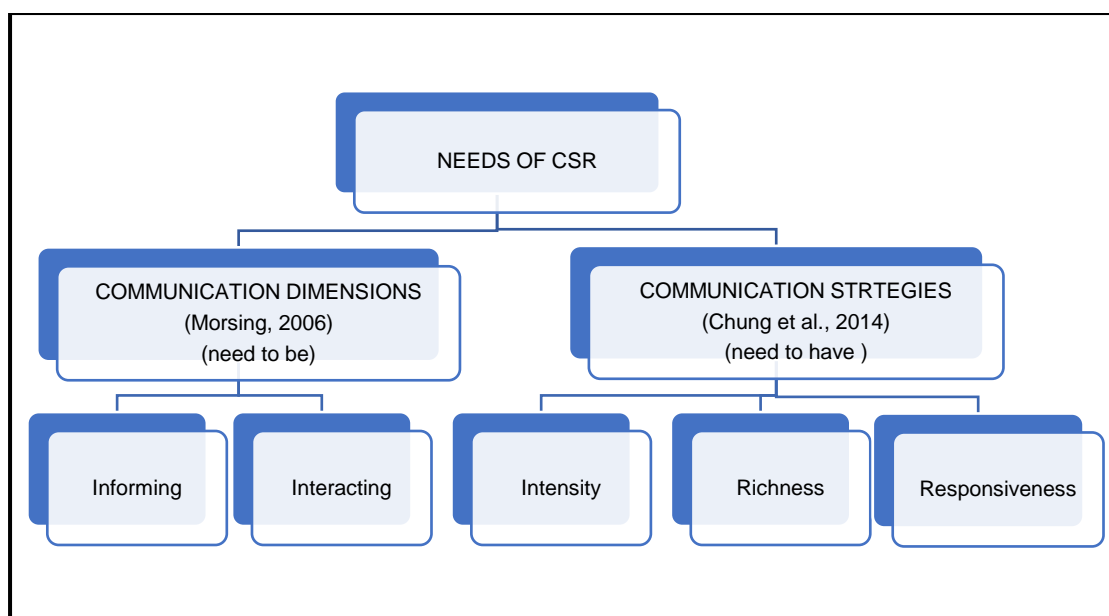 NEEDS OF CSR
COMMUNICATION DIMENSIONS
(Morsing, 2006)
(need to be)
COMMUNICATION STRTEGIES
(Chung et al., 2014)
(need to have )
Informing
Interacting
Intensity
Richness
Responsiveness